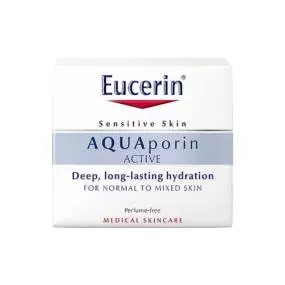 Eucerin®
Sensitive Skin
AQUAporin
ACTIVE
Deep, long-lasting hydration
FOR NORMAL TO MIXED SKIN
Perfume-free
MEDICAL SKINCARE